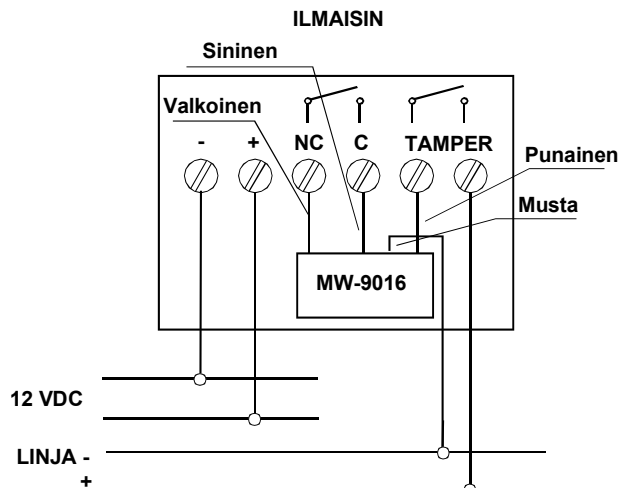 ILMAISIN
Sininen
Valkoinen
- + NC C TAMPER
Punainen
Musta
MW-9016
12 VDC
LINJA -
+